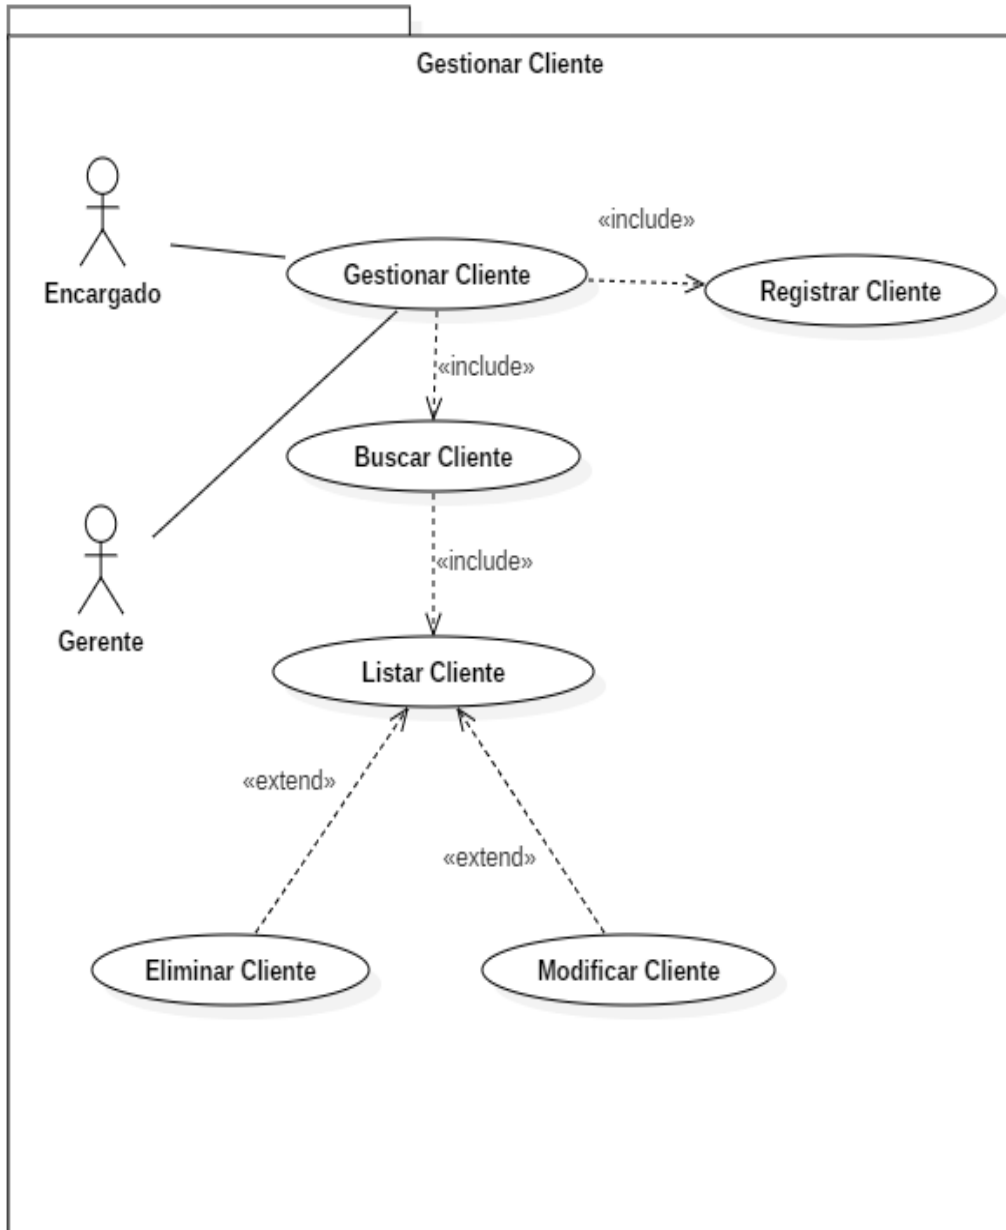 Gestionar Cliente
«include»
Encargado
Gestionar Cliente
Registrar Cliente
«include»
Buscar Cliente
«include»
Gerente
Listar Cliente
«extend»
«extend»
Eliminar Cliente
Modificar Cliente